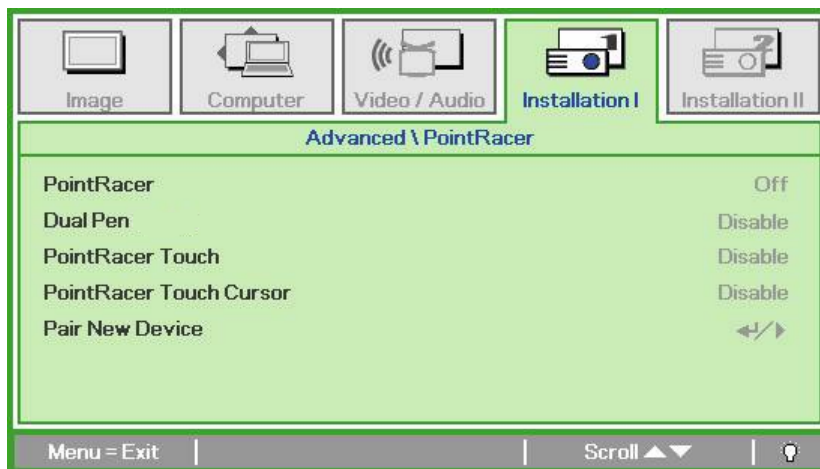 Image Computer Video / Audio Installation I Installation II
Advanced \ PointRacer
PointRacer Off
Dual Pen Disable
PointRacer Touch Disable
PointRacer Touch Cursor Disable
Pair New Device ↵/▶
Menu = Exit Scroll ▲▼